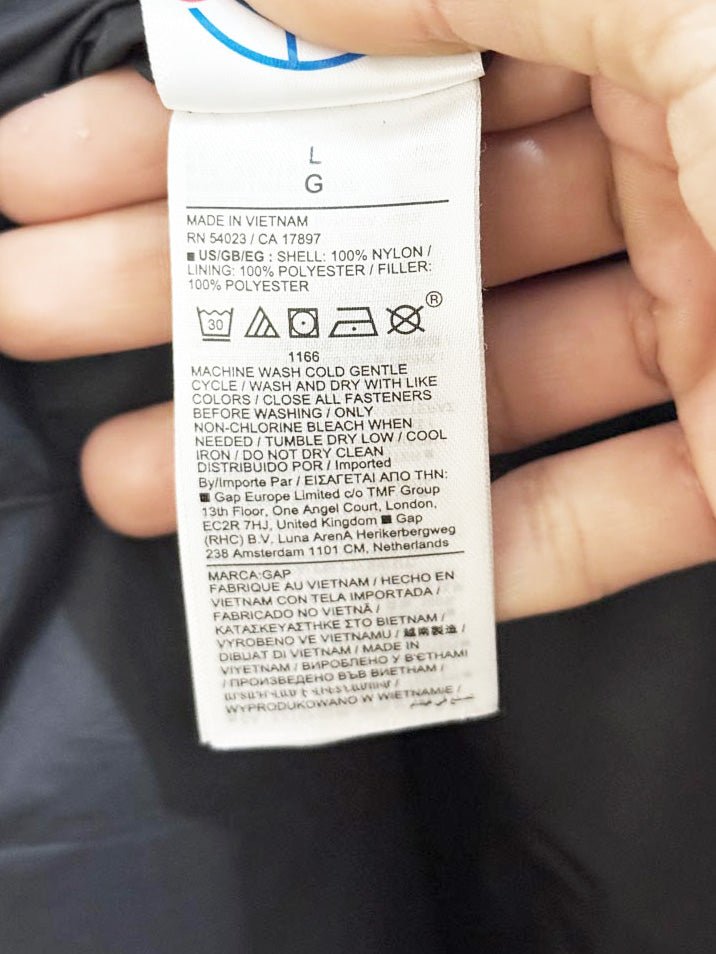 L
G
MADE IN VIETNAM
RN 54023 / CA 17897
■ US/GB/EG : SHELL: 100% NYLON /
LINING: 100% POLYESTER / FILLER:
100% POLYESTER
30
®
1166
MACHINE WASH COLD GENTLE
CYCLE / WASH AND DRY WITH LIKE
COLORS / CLOSE ALL FASTENERS
BEFORE WASHING / ONLY
NON-CHLORINE BLEACH WHEN
NEEDED / TUMBLE DRY LOW / COOL
IRON / DO NOT DRY CLEAN
DISTRIBUIDO POR / Imported
By/Importe Par / ΕΙΣΑΓΕΤΑΙ ΑΠΟ ΤΗΝ:
■ Gap Europe Limited c/o TMF Group
13th Floor, One Angel Court, London,
EC2R 7HJ, United Kingdom ■ Gap
(RHC) B.V. Luna ArenA Herikerbergweg
238 Amsterdam 1101 CM, Netherlands
MARCA:GAP
FABRIQUE AU VIETNAM / HECHO EN
VIETNAM CON TELA IMPORTADA /
FABRICADO NO VIETNÃ /
ΚΑΤΑΣΚΕΥΑΣΤΗΚΕ ΣΤΟ ΒΙΕΤΝΑΜ /
VYROBENO VE VIETNAMU / 越南製造 /
DIBUAT DI VIETNAM / MADE IN
VIYETNAM / ВИРОБЛЕНО У В'ЄТНАМІ
/ ПРОИЗВЕДЕНО ВЪВ ВИЕТНАМ /
WYPRODUKOWANO W WIETNAMIE /